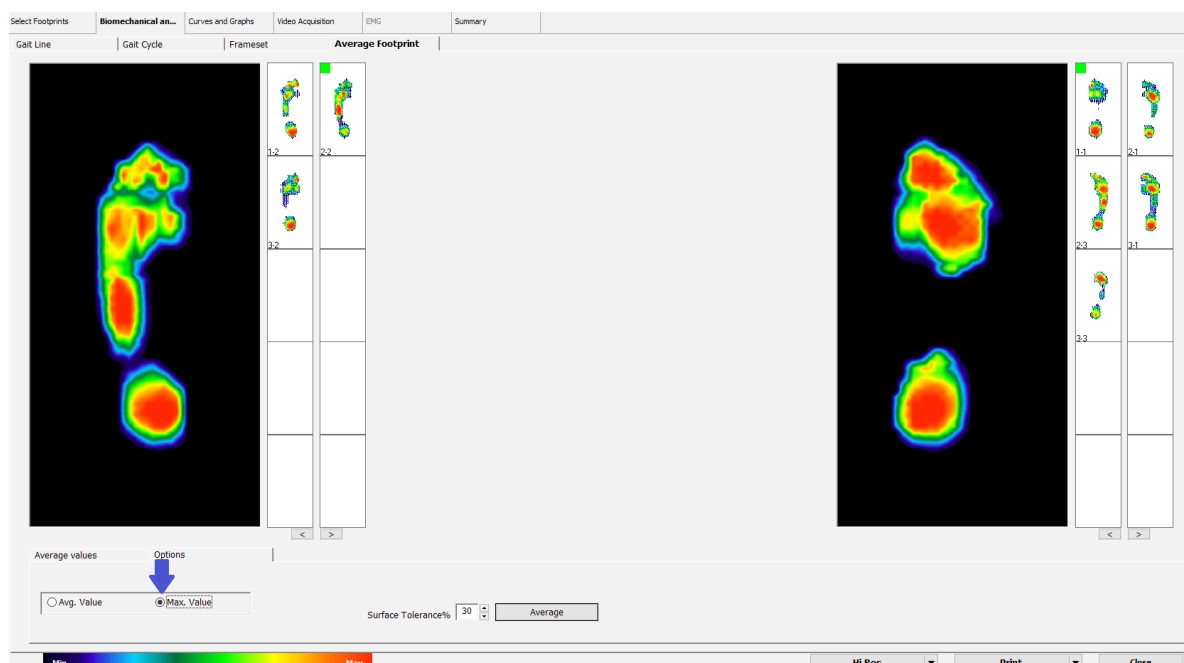 Select Footprints Biomechanical an... Curves and Graphs Video Acquisition EMG Summary
Gait Line Gait Cycle Frameset Average Footprint
1-2 2-2 1-1 2-1
3-2 2-3 3-1
3-3
< > < >
Average values Options
Avg. Value Max. Value
Surface Tolerance% 30 Average
Min Max Hi Res Print Close